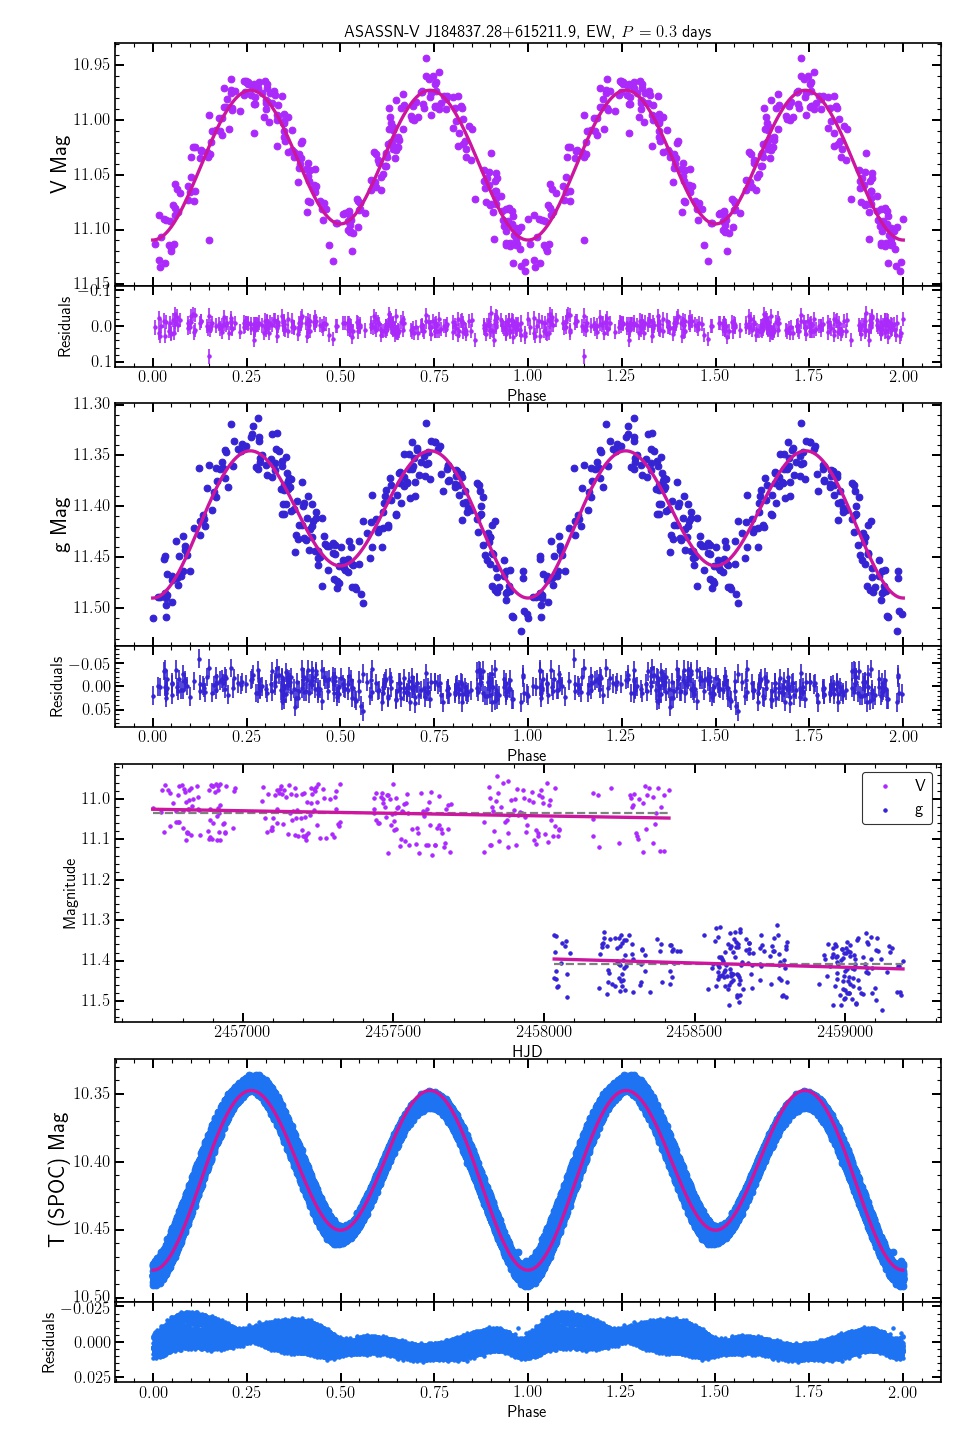 ASASSN-V J184837.28+615211.9, EW, P = 0.3 days
V Mag
10.95
11.00
11.05
11.10
11.15
Residuals
−0.1
0.0
0.1
0.00 0.25 0.50 0.75 1.00 1.25 1.50 1.75 2.00
Phase
g Mag
11.30
11.35
11.40
11.45
11.50
Residuals
−0.05
0.00
0.05
0.00 0.25 0.50 0.75 1.00 1.25 1.50 1.75 2.00
Phase
Magnitude
11.0
11.1
11.2
11.3
11.4
11.5
V
g
2457000 2457500 2458000 2458500 2459000
HJD
T (SPOC) Mag
10.35
10.40
10.45
10.50
Residuals
−0.025
0.000
0.025
0.00 0.25 0.50 0.75 1.00 1.25 1.50 1.75 2.00
Phase